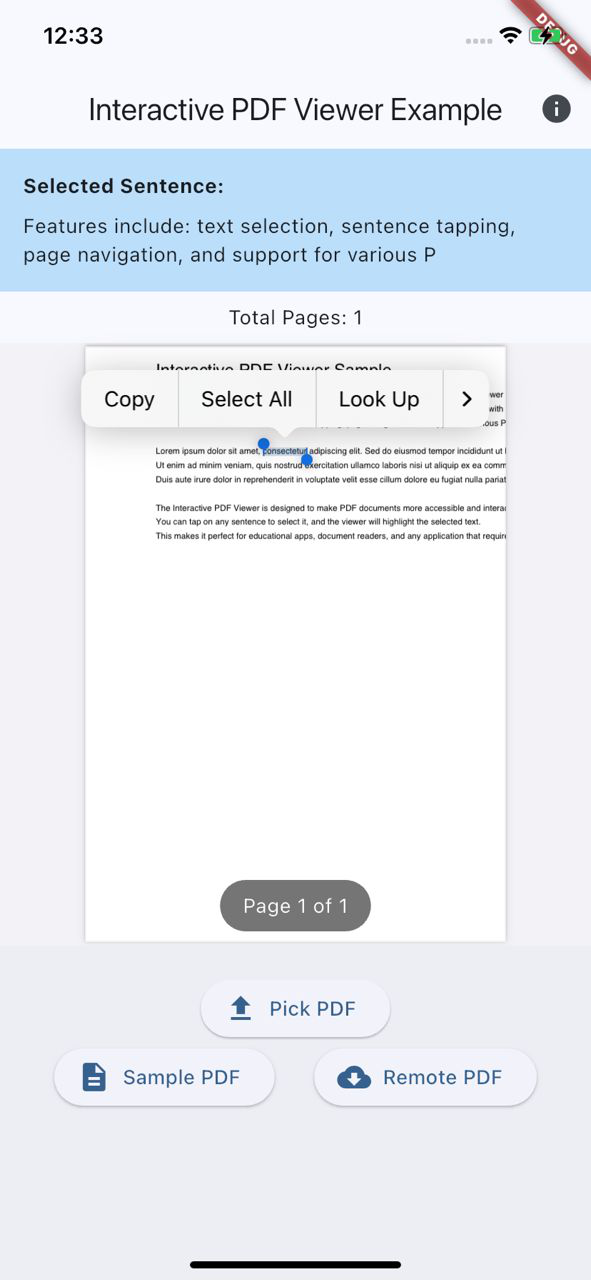 12:33
DEBUG
Interactive PDF Viewer Example
Selected Sentence:
Features include: text selection, sentence tapping,
page navigation, and support for various P
Total Pages: 1
Interactive PDF Viewer Sample
Copy
Select All
Look Up
wer
with
ous P
Lorem ipsum dolor sit amet, consectetur adipiscing elit. Sed do eiusmod tempor incididunt ut l
Ut enim ad minim veniam, quis nostrud exercitation ullamco laboris nisi ut aliquip ex ea comm
Duis aute irure dolor in reprehenderit in voluptate velit esse cillum dolore eu fugiat nulla pariat
The Interactive PDF Viewer is designed to make PDF documents more accessible and interac
You can tap on any sentence to select it, and the viewer will highlight the selected text.
This makes it perfect for educational apps, document readers, and any application that require
Page 1 of 1
Pick PDF
Sample PDF
Remote PDF